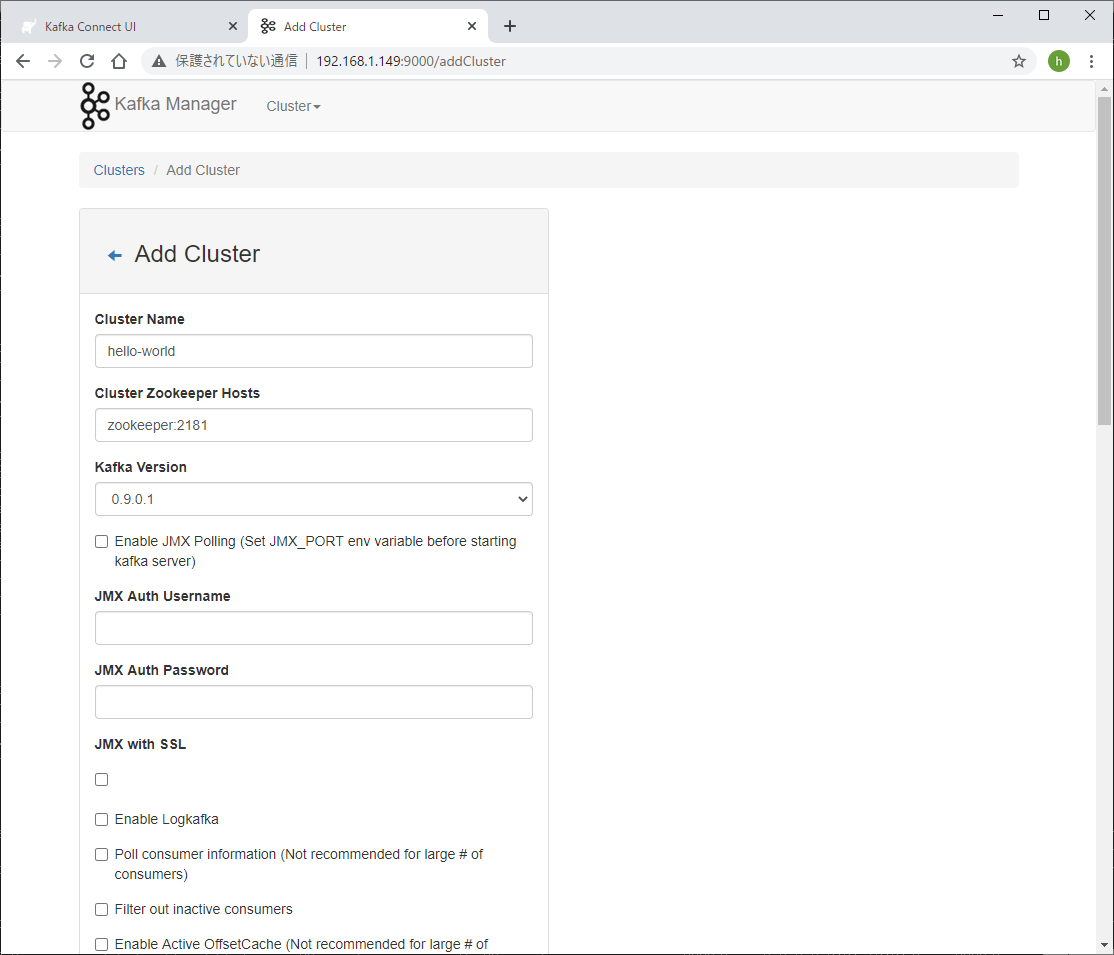 Kafka Connect UI
Add Cluster
保護されていない通信
192.168.1.149:9000/addCluster
h
Kafka Manager
Cluster
Clusters / Add Cluster
Add Cluster
Cluster Name
hello-world
Cluster Zookeeper Hosts
zookeeper:2181
Kafka Version
0.9.0.1
Enable JMX Polling (Set JMX_PORT env variable before starting
kafka server)
JMX Auth Username
JMX Auth Password
JMX with SSL
Enable Logkafka
Poll consumer information (Not recommended for large # of
consumers)
Filter out inactive consumers
Enable Active OffsetCache (Not recommended for large # of